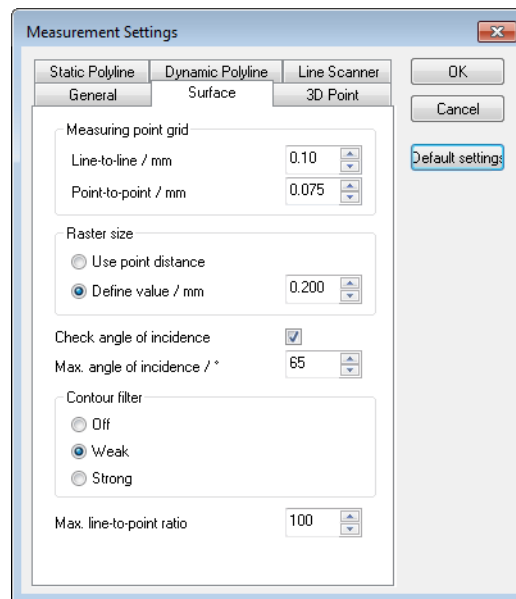 Measurement Settings
Static Polyline Dynamic Polyline Line Scanner
General Surface 3D Point
OK
Cancel
Default settings
Measuring point grid
Line-to-line / mm 0.10
Point-to-point / mm 0.075
Raster size
Use point distance
Define value / mm 0.200
Check angle of incidence
Max. angle of incidence / ° 65
Contour filter
Off
Weak
Strong
Max. line-to-point ratio 100